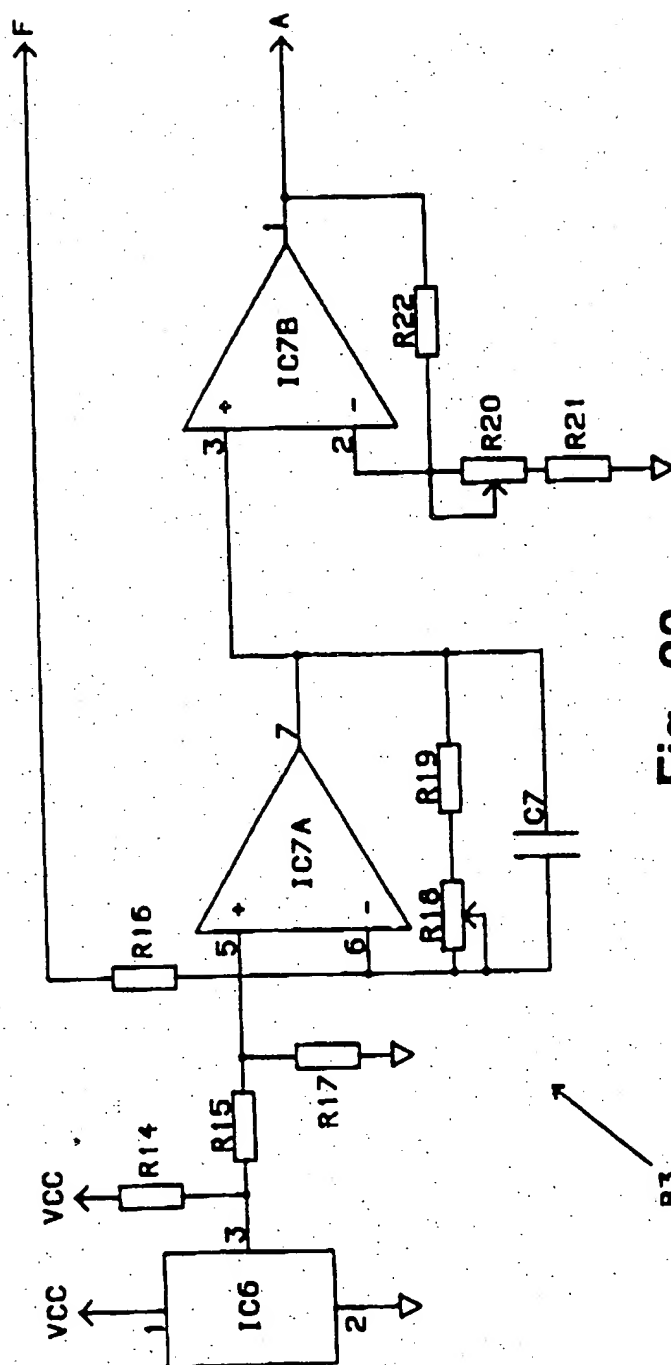 F
VCC
VCC
R14
R16
A
1
IC6
3
R15
5
+
IC7A
7
3
+
IC7B
1
2
R17
6
-
2
-
R22
R18
R19
R20
C7
R21
Fig.